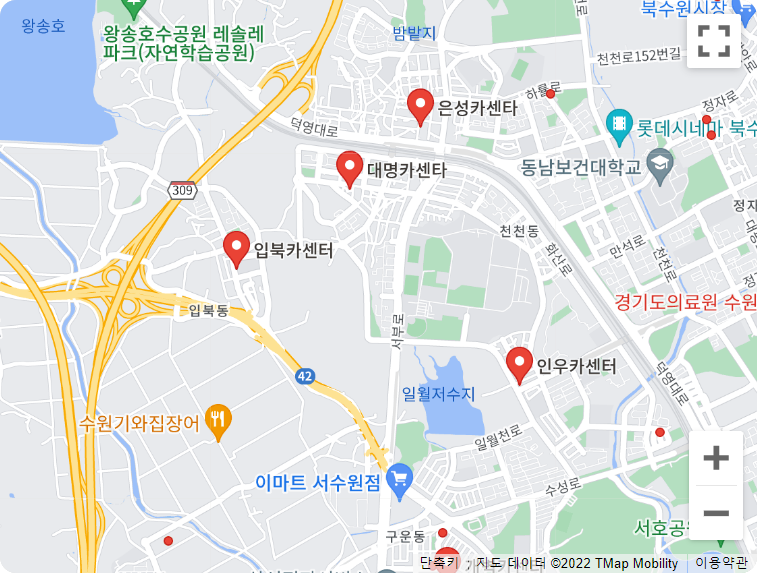 왕송호
왕송호수공원 레솔레
파크(자연학습공원)
밤밭지
북수원시장
천천로152번길
하률로
정자로
은성카센타
롯데시네마 북수
덕영대로
대명카센타
동남보건대학교
309
정자
천천동
화산로
만석로
천천로
입북카센터
경기도의료원 수원
입북동
서부로
인우카센터
42
일월저수지
덕영대로
수원기와집장어
일월천로
이마트 서수원점
수성로
서호공원
구운동
단축키
지도 데이터 ©2022 TMap Mobility
이용약관